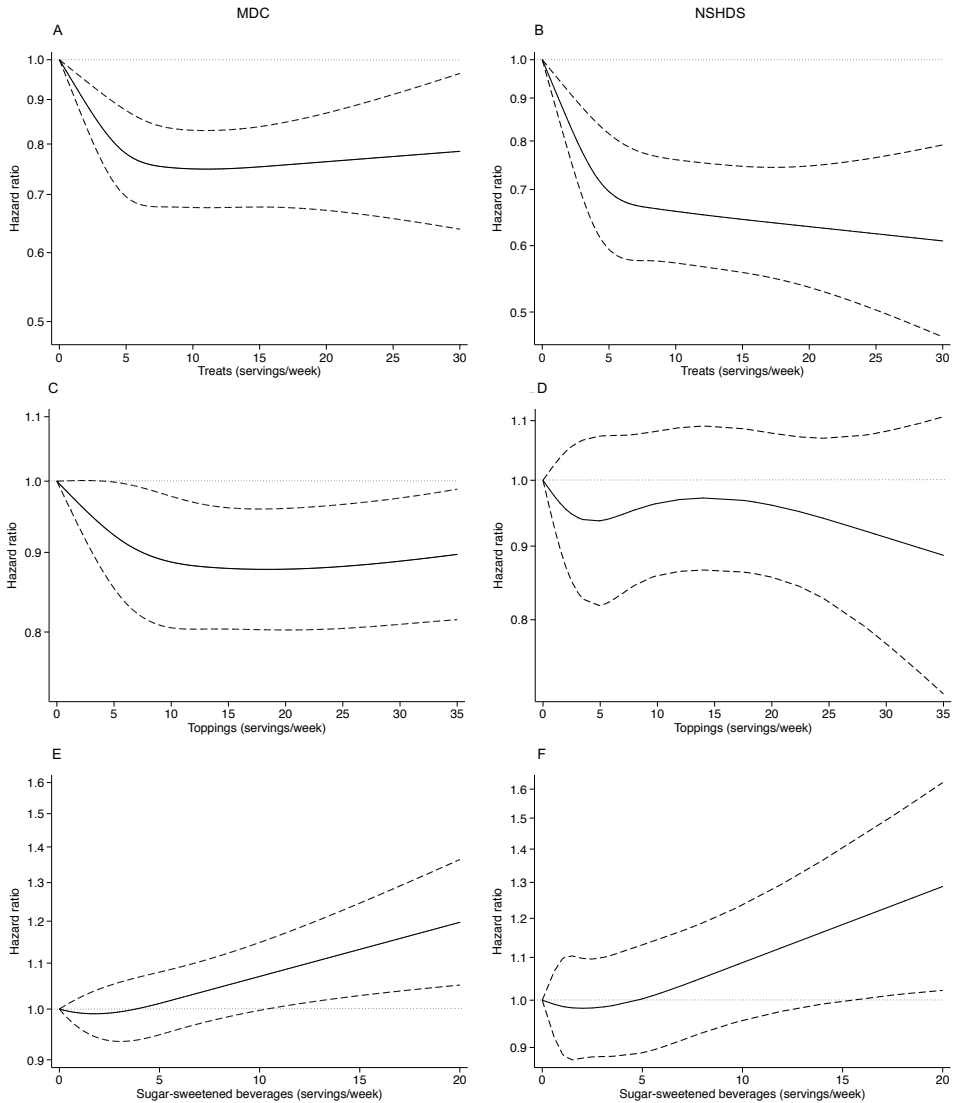 MDC
NSHDS
A
1.0
0.9
0.8
0.7
0.6
0.5
Hazard ratio
0 5 10 15 20 25 30
Treats (servings/week)
B
1.0
0.9
0.8
0.7
0.6
0.5
Hazard ratio
0 5 10 15 20 25 30
Treats (servings/week)
C
1.1
1.0
0.9
0.8
Hazard ratio
0 5 10 15 20 25 30 35
Toppings (servings/week)
D
1.1
1.0
0.9
0.8
Hazard ratio
0 5 10 15 20 25 30 35
Toppings (servings/week)
E
1.6
1.5
1.4
1.3
1.2
1.1
1.0
0.9
Hazard ratio
0 5 10 15 20
Sugar-sweetened beverages (servings/week)
F
1.6
1.5
1.4
1.3
1.2
1.1
1.0
0.9
Hazard ratio
0 5 10 15 20
Sugar-sweetened beverages (servings/week)